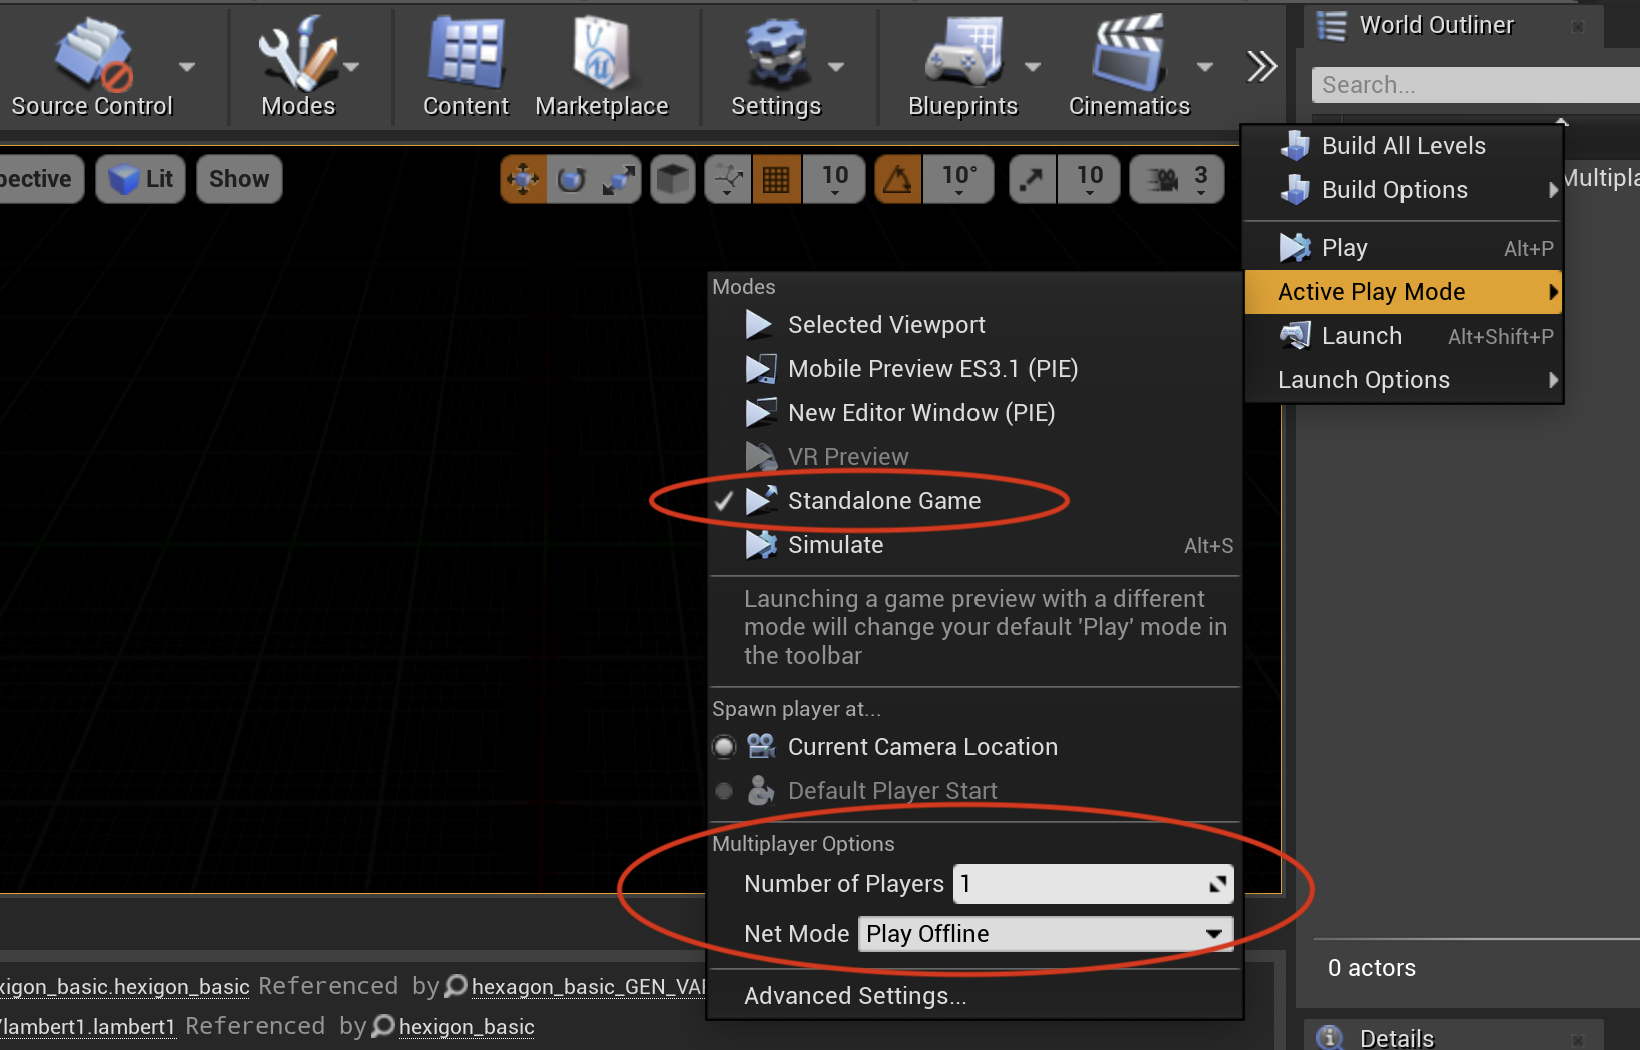 Source Control
Modes
Content
Marketplace
Settings
Blueprints
Cinematics
World Outliner
Search...
Lit
Show
10
10°
10
3
Build All Levels
Build Options
Play Alt+P
Active Play Mode
Launch Alt+Shift+P
Launch Options
Modes
Selected Viewport
Mobile Preview ES3.1 (PIE)
New Editor Window (PIE)
VR Preview
Standalone Game
Simulate Alt+S
Launching a game preview with a different
mode will change your default 'Play' mode in
the toolbar
Spawn player at...
Current Camera Location
Default Player Start
Multiplayer Options
Number of Players 1
Net Mode Play Offline
Advanced Settings...
0 actors
xigon_basic.hexigon_basic Referenced by hexagon_basic_GEN_VA
/lambert1.lambert1 Referenced by hexigon_basic
Details